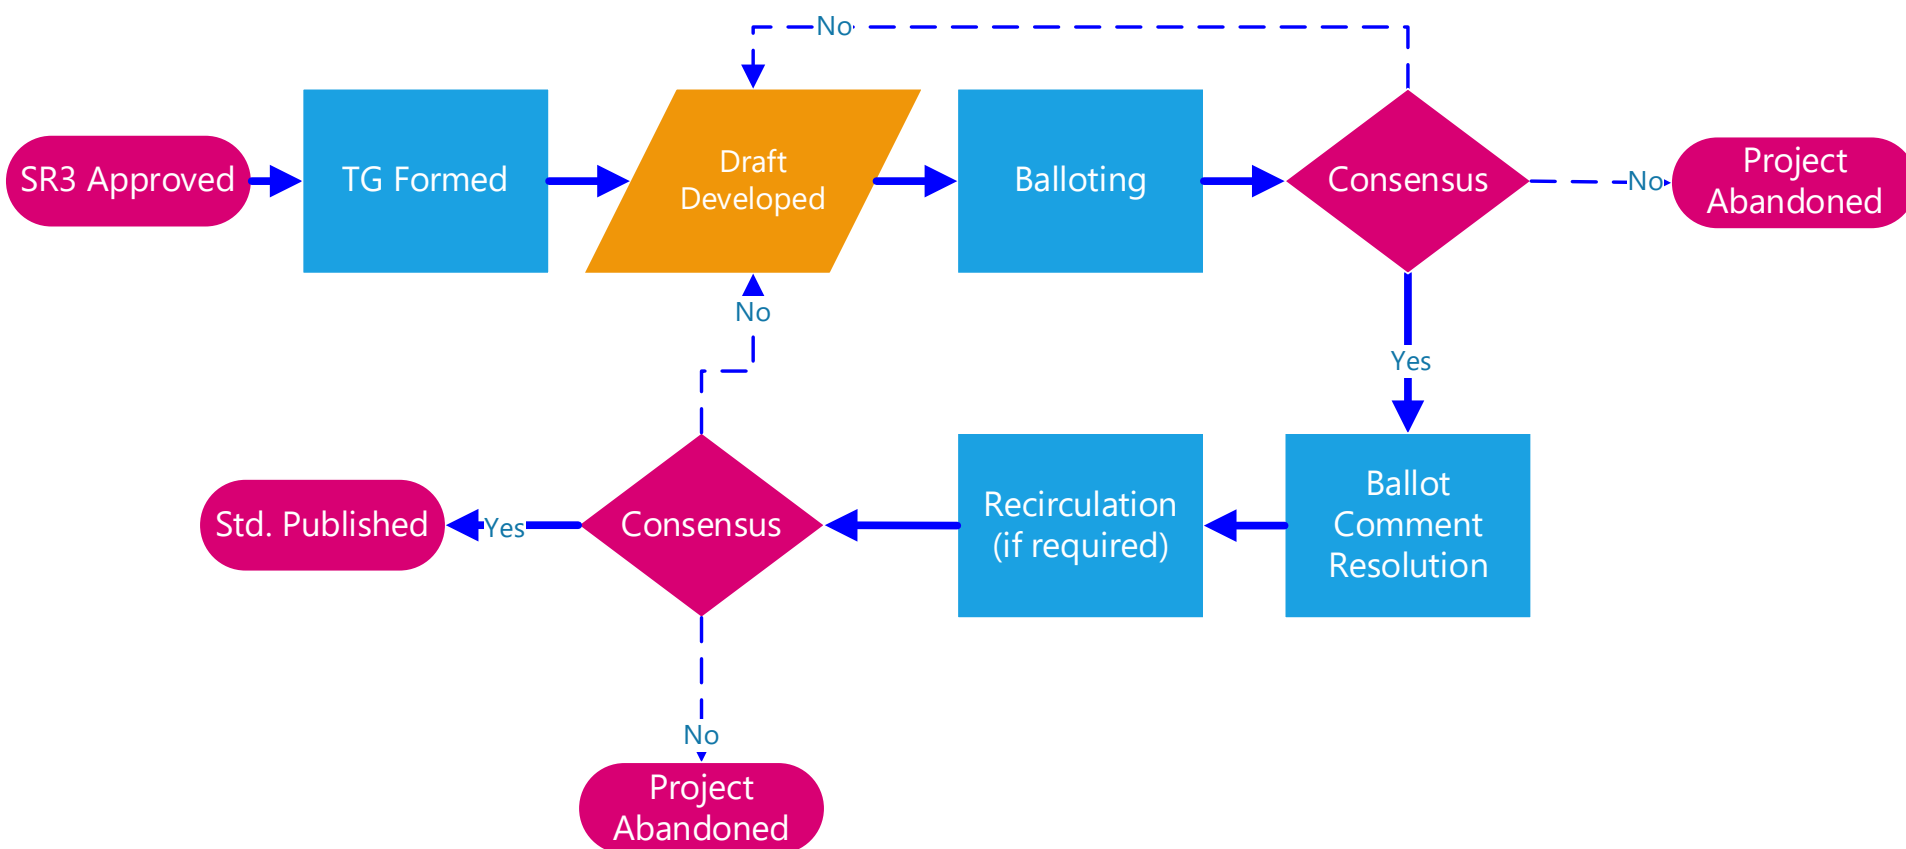 No
SR3 Approved
TG Formed
Draft
Developed
Balloting
Consensus
No
Project
Abandoned
No
Yes
Std. Published
Yes
Consensus
Recirculation
(if required)
Ballot
Comment
Resolution
No
Project
Abandoned